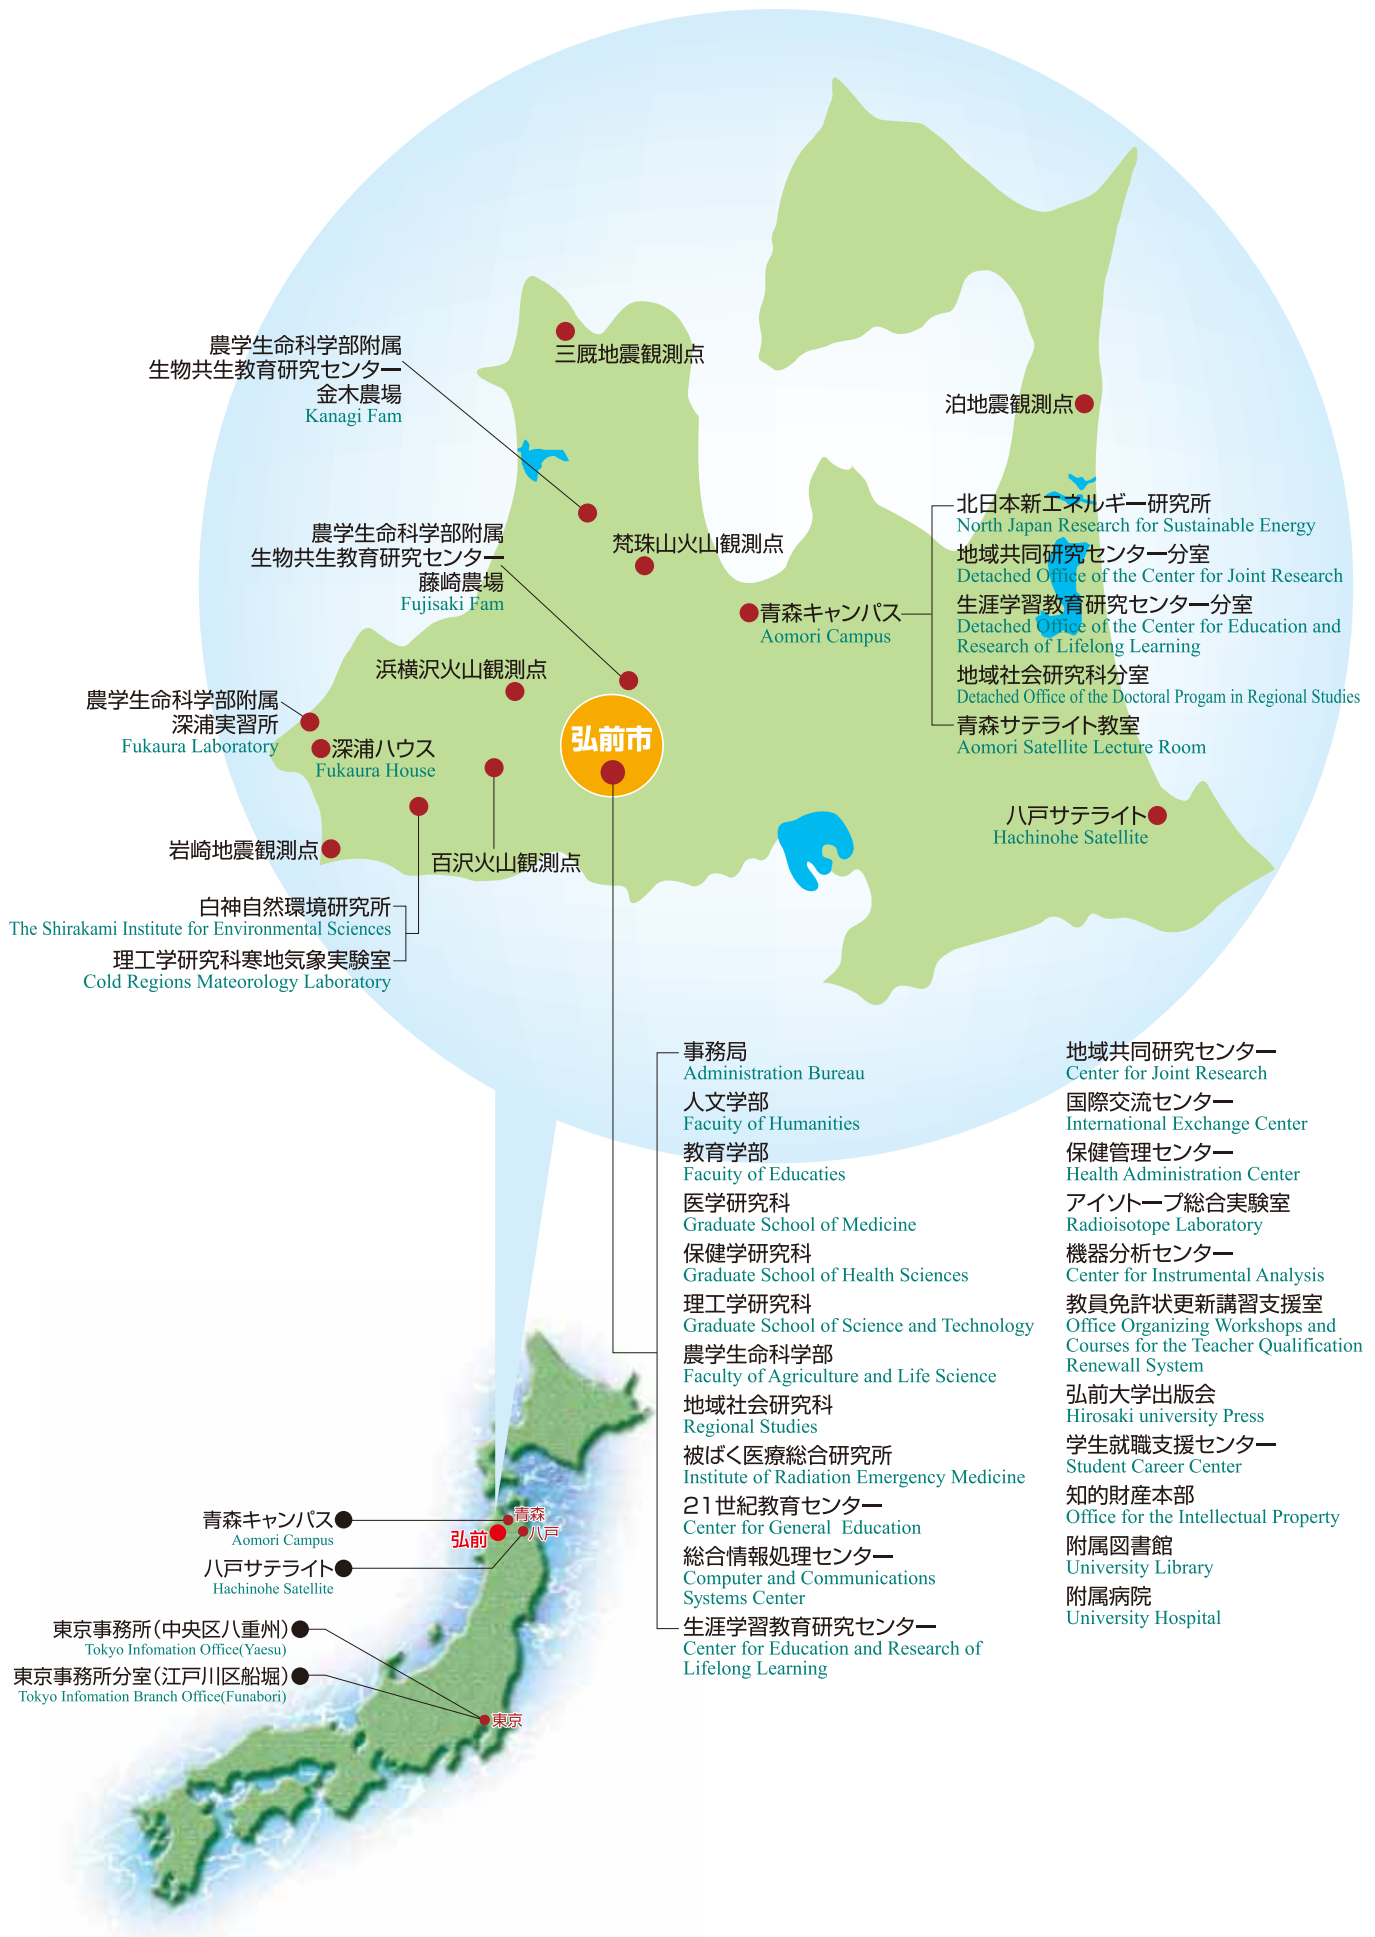 農学生命科学部附属
生物共生教育研究センター
金木農場
Kanagi Fam
三厩地震観測点
泊地震観測点
農学生命科学部附属
生物共生教育研究センター
藤崎農場
Fujisaki Fam
梵珠山火山観測点
青森キャンパス
Aomori Campus
北日本新エネルギー研究所
North Japan Research for Sustainable Energy
地域共同研究センター分室
Detached Office of the Center for Joint Research
生涯学習教育研究センター分室
Detached Office of the Center for Education and
Research of Lifelong Learning
地域社会研究科分室
Detached Office of the Doctoral Progam in Regional Studies
青森サテライト教室
Aomori Satellite Lecture Room
浜横沢火山観測点
農学生命科学部附属
深浦実習所
Fukaura Laboratory
深浦ハウス
Fukaura House
弘前市
八戸サテライト
Hachinohe Satellite
岩崎地震観測点
百沢火山観測点
白神自然環境研究所
The Shirakami Institute for Environmental Sciences
理工学研究科寒地気象実験室
Cold Regions Mateorology Laboratory
事務局
Administration Bureau
人文学部
Facuity of Humanities
教育学部
Facuity of Educaties
医学研究科
Graduate School of Medicine
保健学研究科
Graduate School of Health Sciences
理工学研究科
Graduate School of Science and Technology
農学生命科学部
Faculty of Agriculture and Life Science
地域社会研究科
Regional Studies
被ばく医療総合研究所
Institute of Radiation Emergency Medicine
21世紀教育センター
Center for General Education
総合情報処理センター
Computer and Communications
Systems Center
生涯学習教育研究センター
Center for Education and Research of
Lifelong Learning
地域共同研究センター
Center for Joint Research
国際交流センター
International Exchange Center
保健管理センター
Health Administration Center
アイソトープ総合実験室
Radioisotope Laboratory
機器分析センター
Center for Instrumental Analysis
教員免許状更新講習支援室
Office Organizing Workshops and
Courses for the Teacher Qualification
Renewall System
弘前大学出版会
Hirosaki university Press
学生就職支援センター
Student Career Center
知的財産本部
Office for the Intellectual Property
附属図書館
University Library
附属病院
University Hospital
青森キャンパス
Aomori Campus
青森
弘前
八戸
八戸サテライト
Hachinohe Satellite
東京事務所（中央区八重州）
Tokyo Infomation Office(Yaesu)
東京事務所分室（江戸川区船堀）
Tokyo Infomation Branch Office(Funabori)
東京